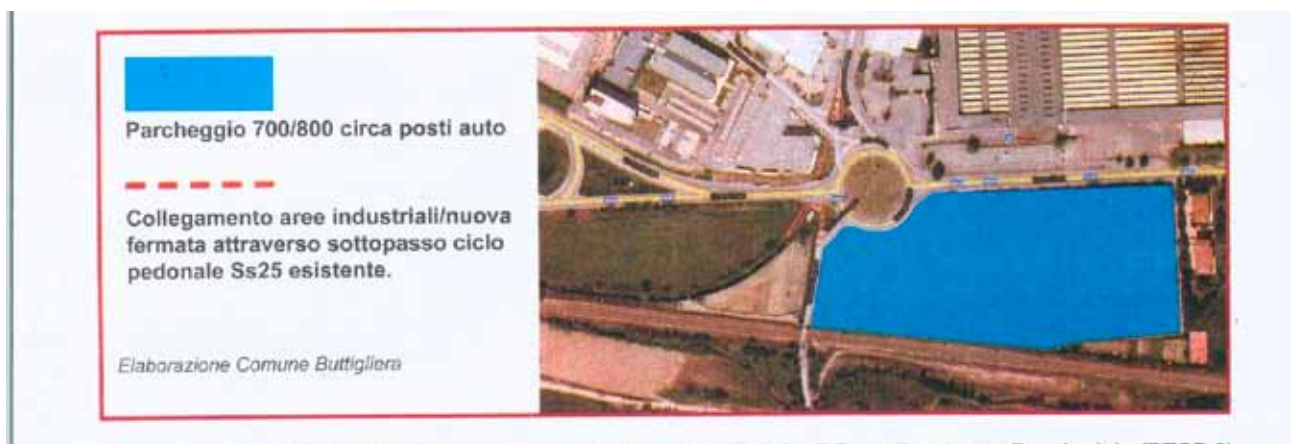 Parcheggio 700/800 circa posti auto
Collegamento aree industriali/nuova
fermata attraverso sottopasso ciclo
pedonale Ss25 esistente.
Elaborazione Comune Buttigliera